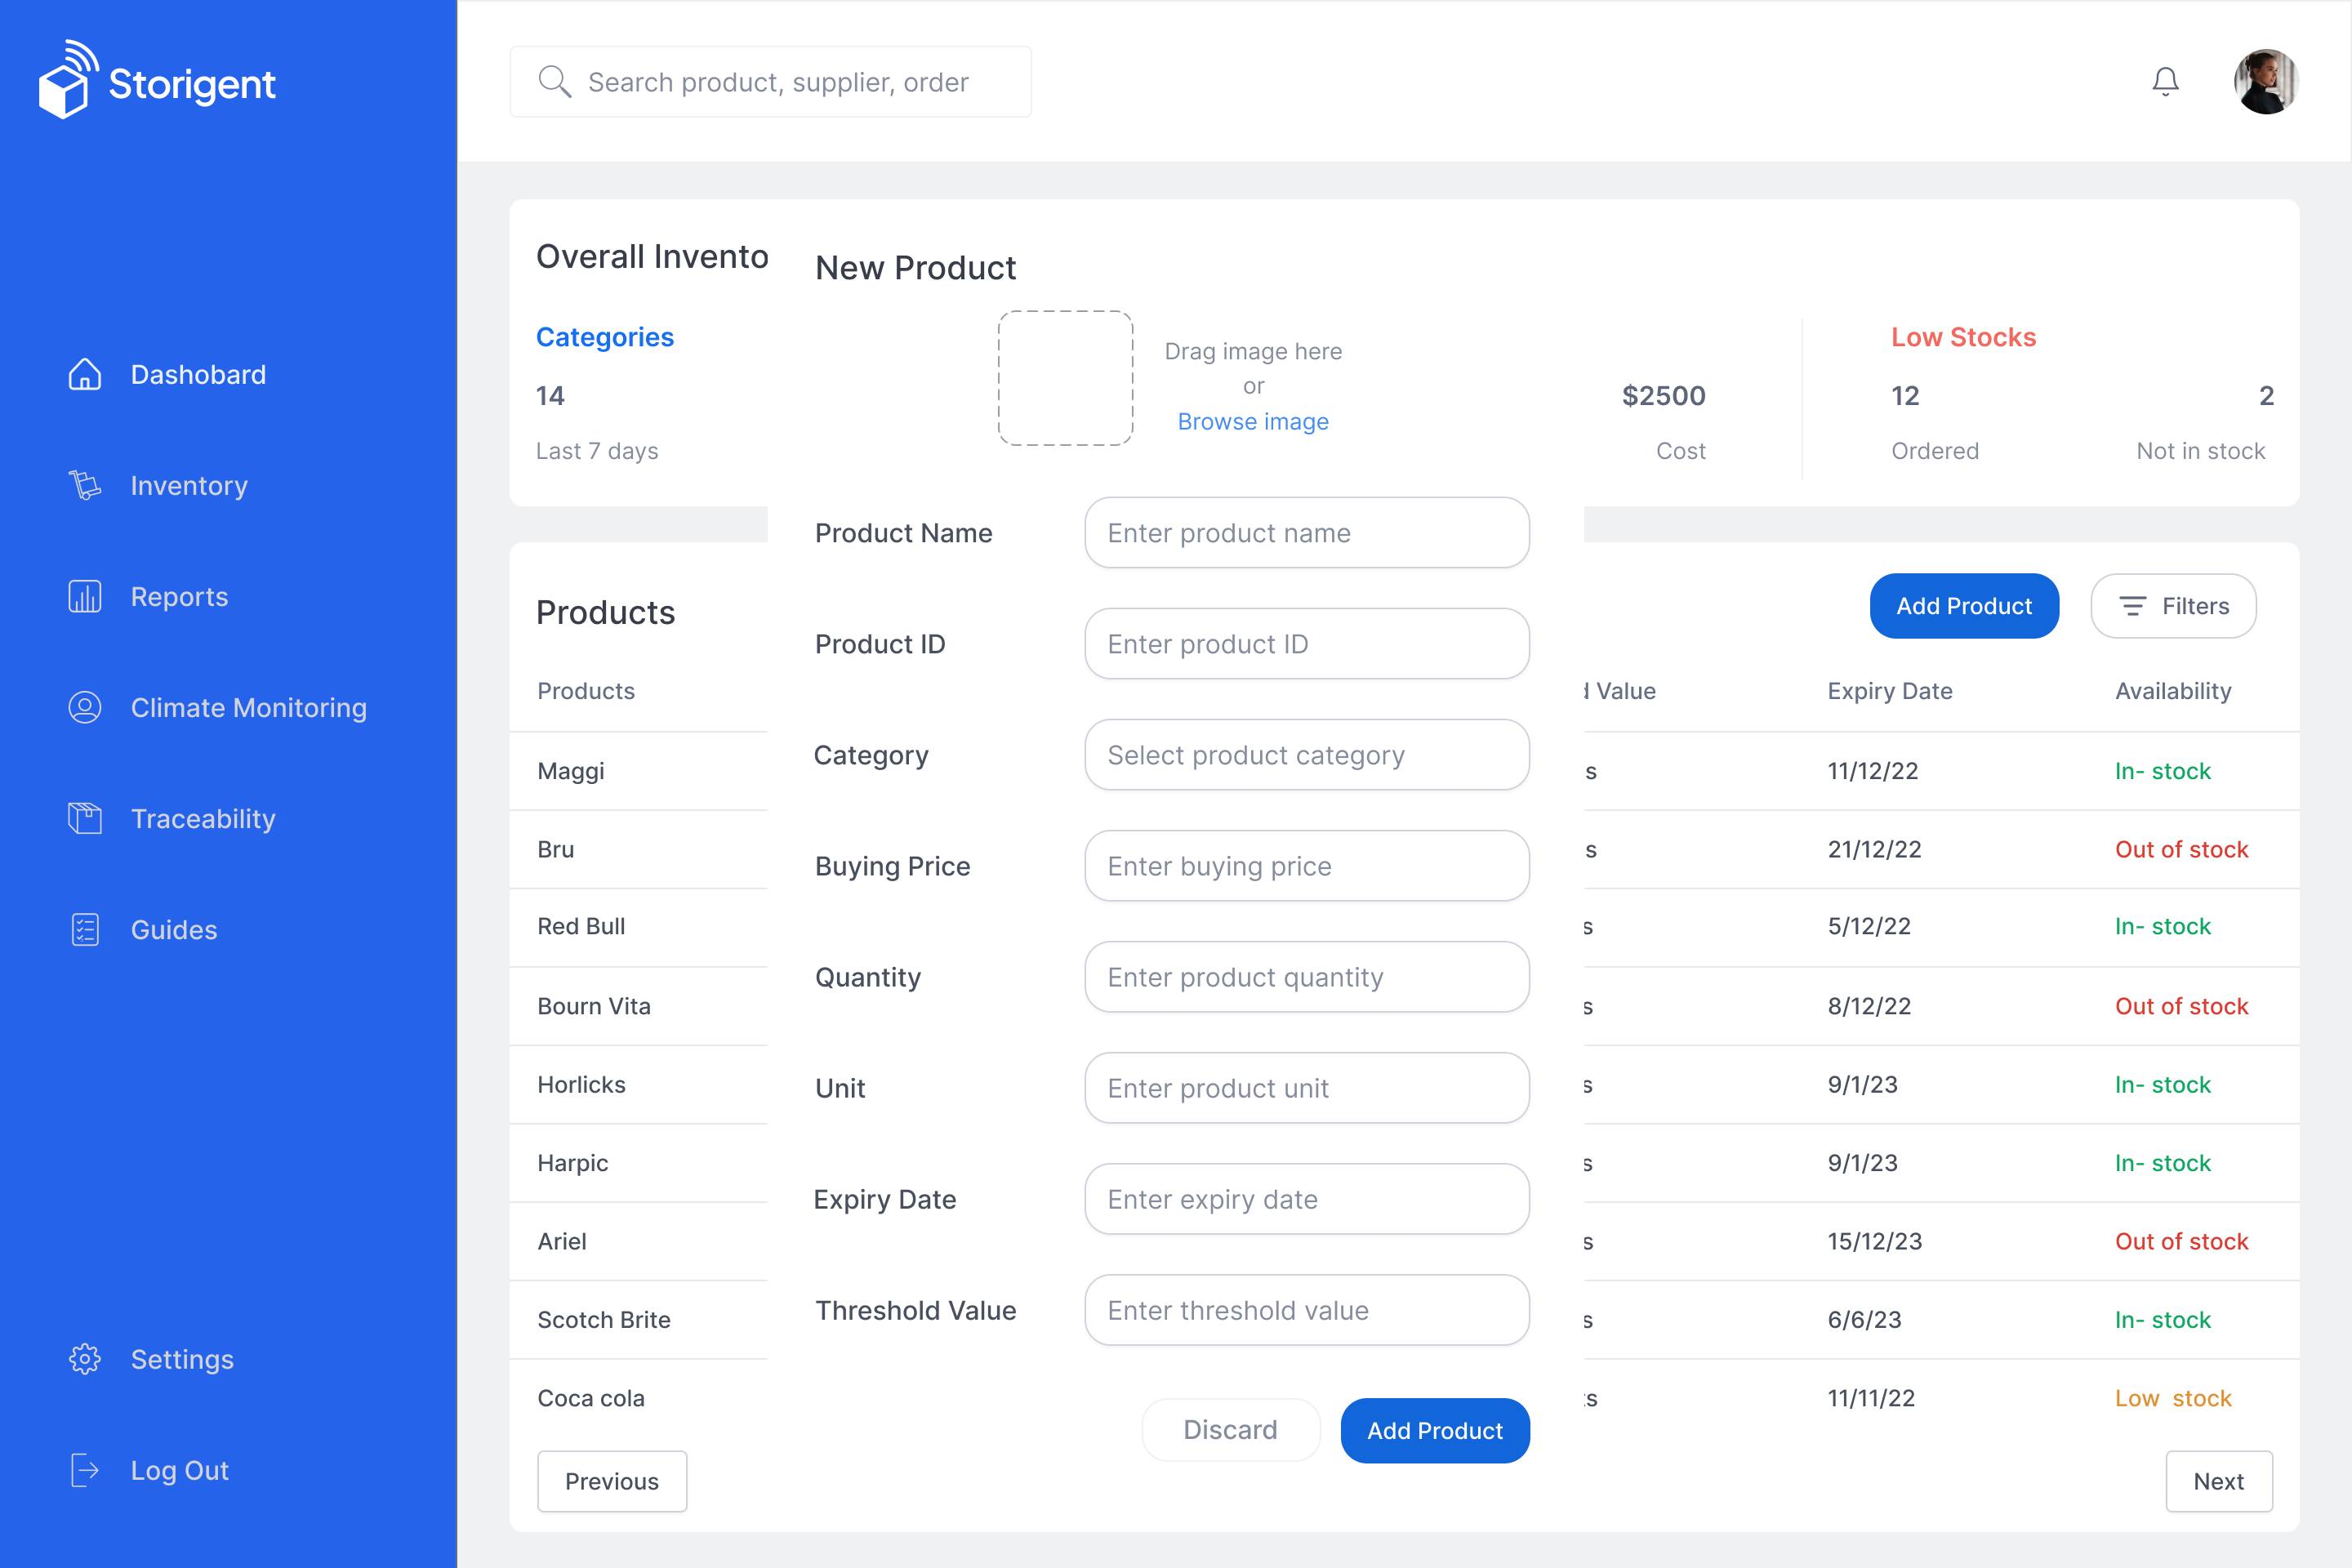 Storigent
Search product, supplier, order
Dashobard
Inventory
Reports
Climate Monitoring
Traceability
Guides
Settings
Log Out
Overall Invento
Categories
14
Last 7 days
$2500
Cost
Low Stocks
12
2
Ordered
Not in stock
New Product
Drag image here
or
Browse image
Product Name
Enter product name
Product ID
Enter product ID
Category
Select product category
Buying Price
Enter buying price
Quantity
Enter product quantity
Unit
Enter product unit
Expiry Date
Enter expiry date
Threshold Value
Enter threshold value
Discard
Add Product
Products
Add Product
Filters
Products
Value
Expiry Date
Availability
Maggi
s
11/12/22
In- stock
Bru
s
21/12/22
Out of stock
Red Bull
s
5/12/22
In- stock
Bourn Vita
s
8/12/22
Out of stock
Horlicks
s
9/1/23
In- stock
Harpic
s
9/1/23
In- stock
Ariel
s
15/12/23
Out of stock
Scotch Brite
s
6/6/23
In- stock
Coca cola
s
11/11/22
Low stock
Previous
Next